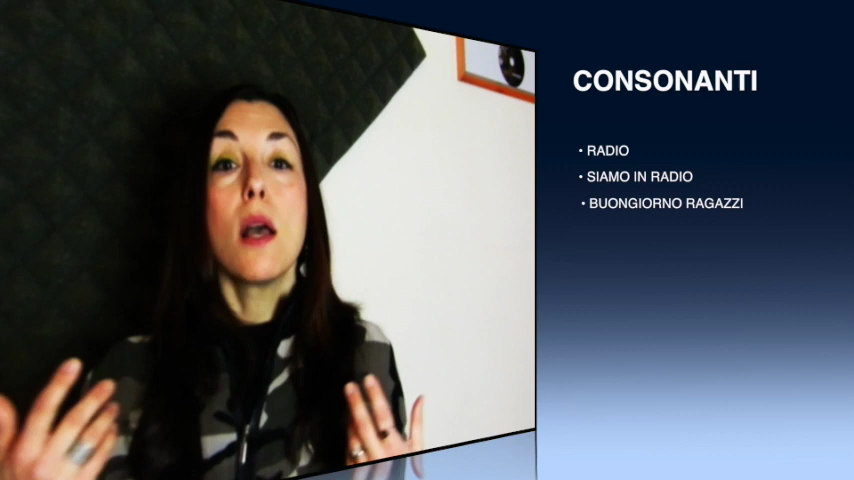 CONSONANTI
• RADIO
• SIAMO IN RADIO
• BUONGIORNO RAGAZZI